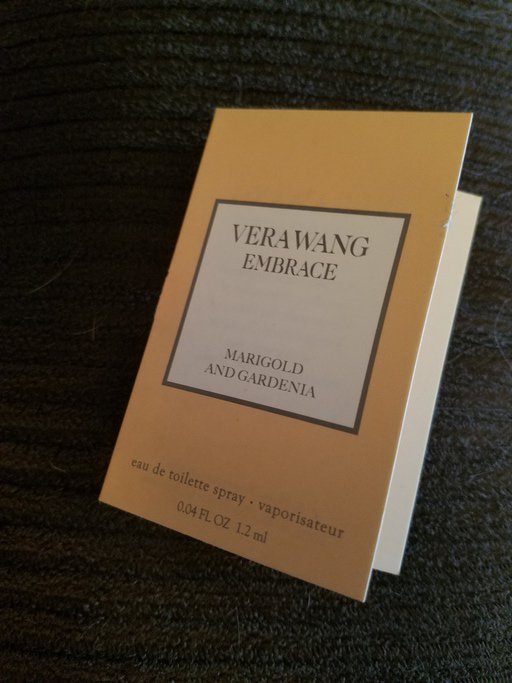 VERA WANG
EMBRACE
MARIGOLD
AND GARDENIA
eau de toilette spray • vaporisateur
0.04 FL OZ 1.2 ml